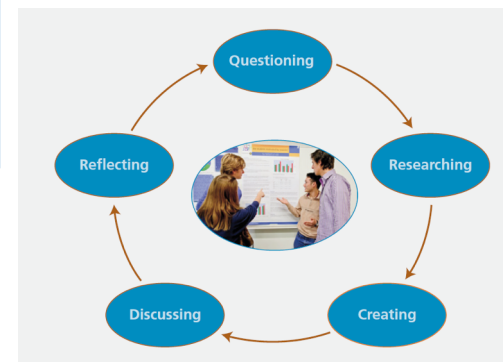 Questioning
Researching
Creating
Discussing
Reflecting